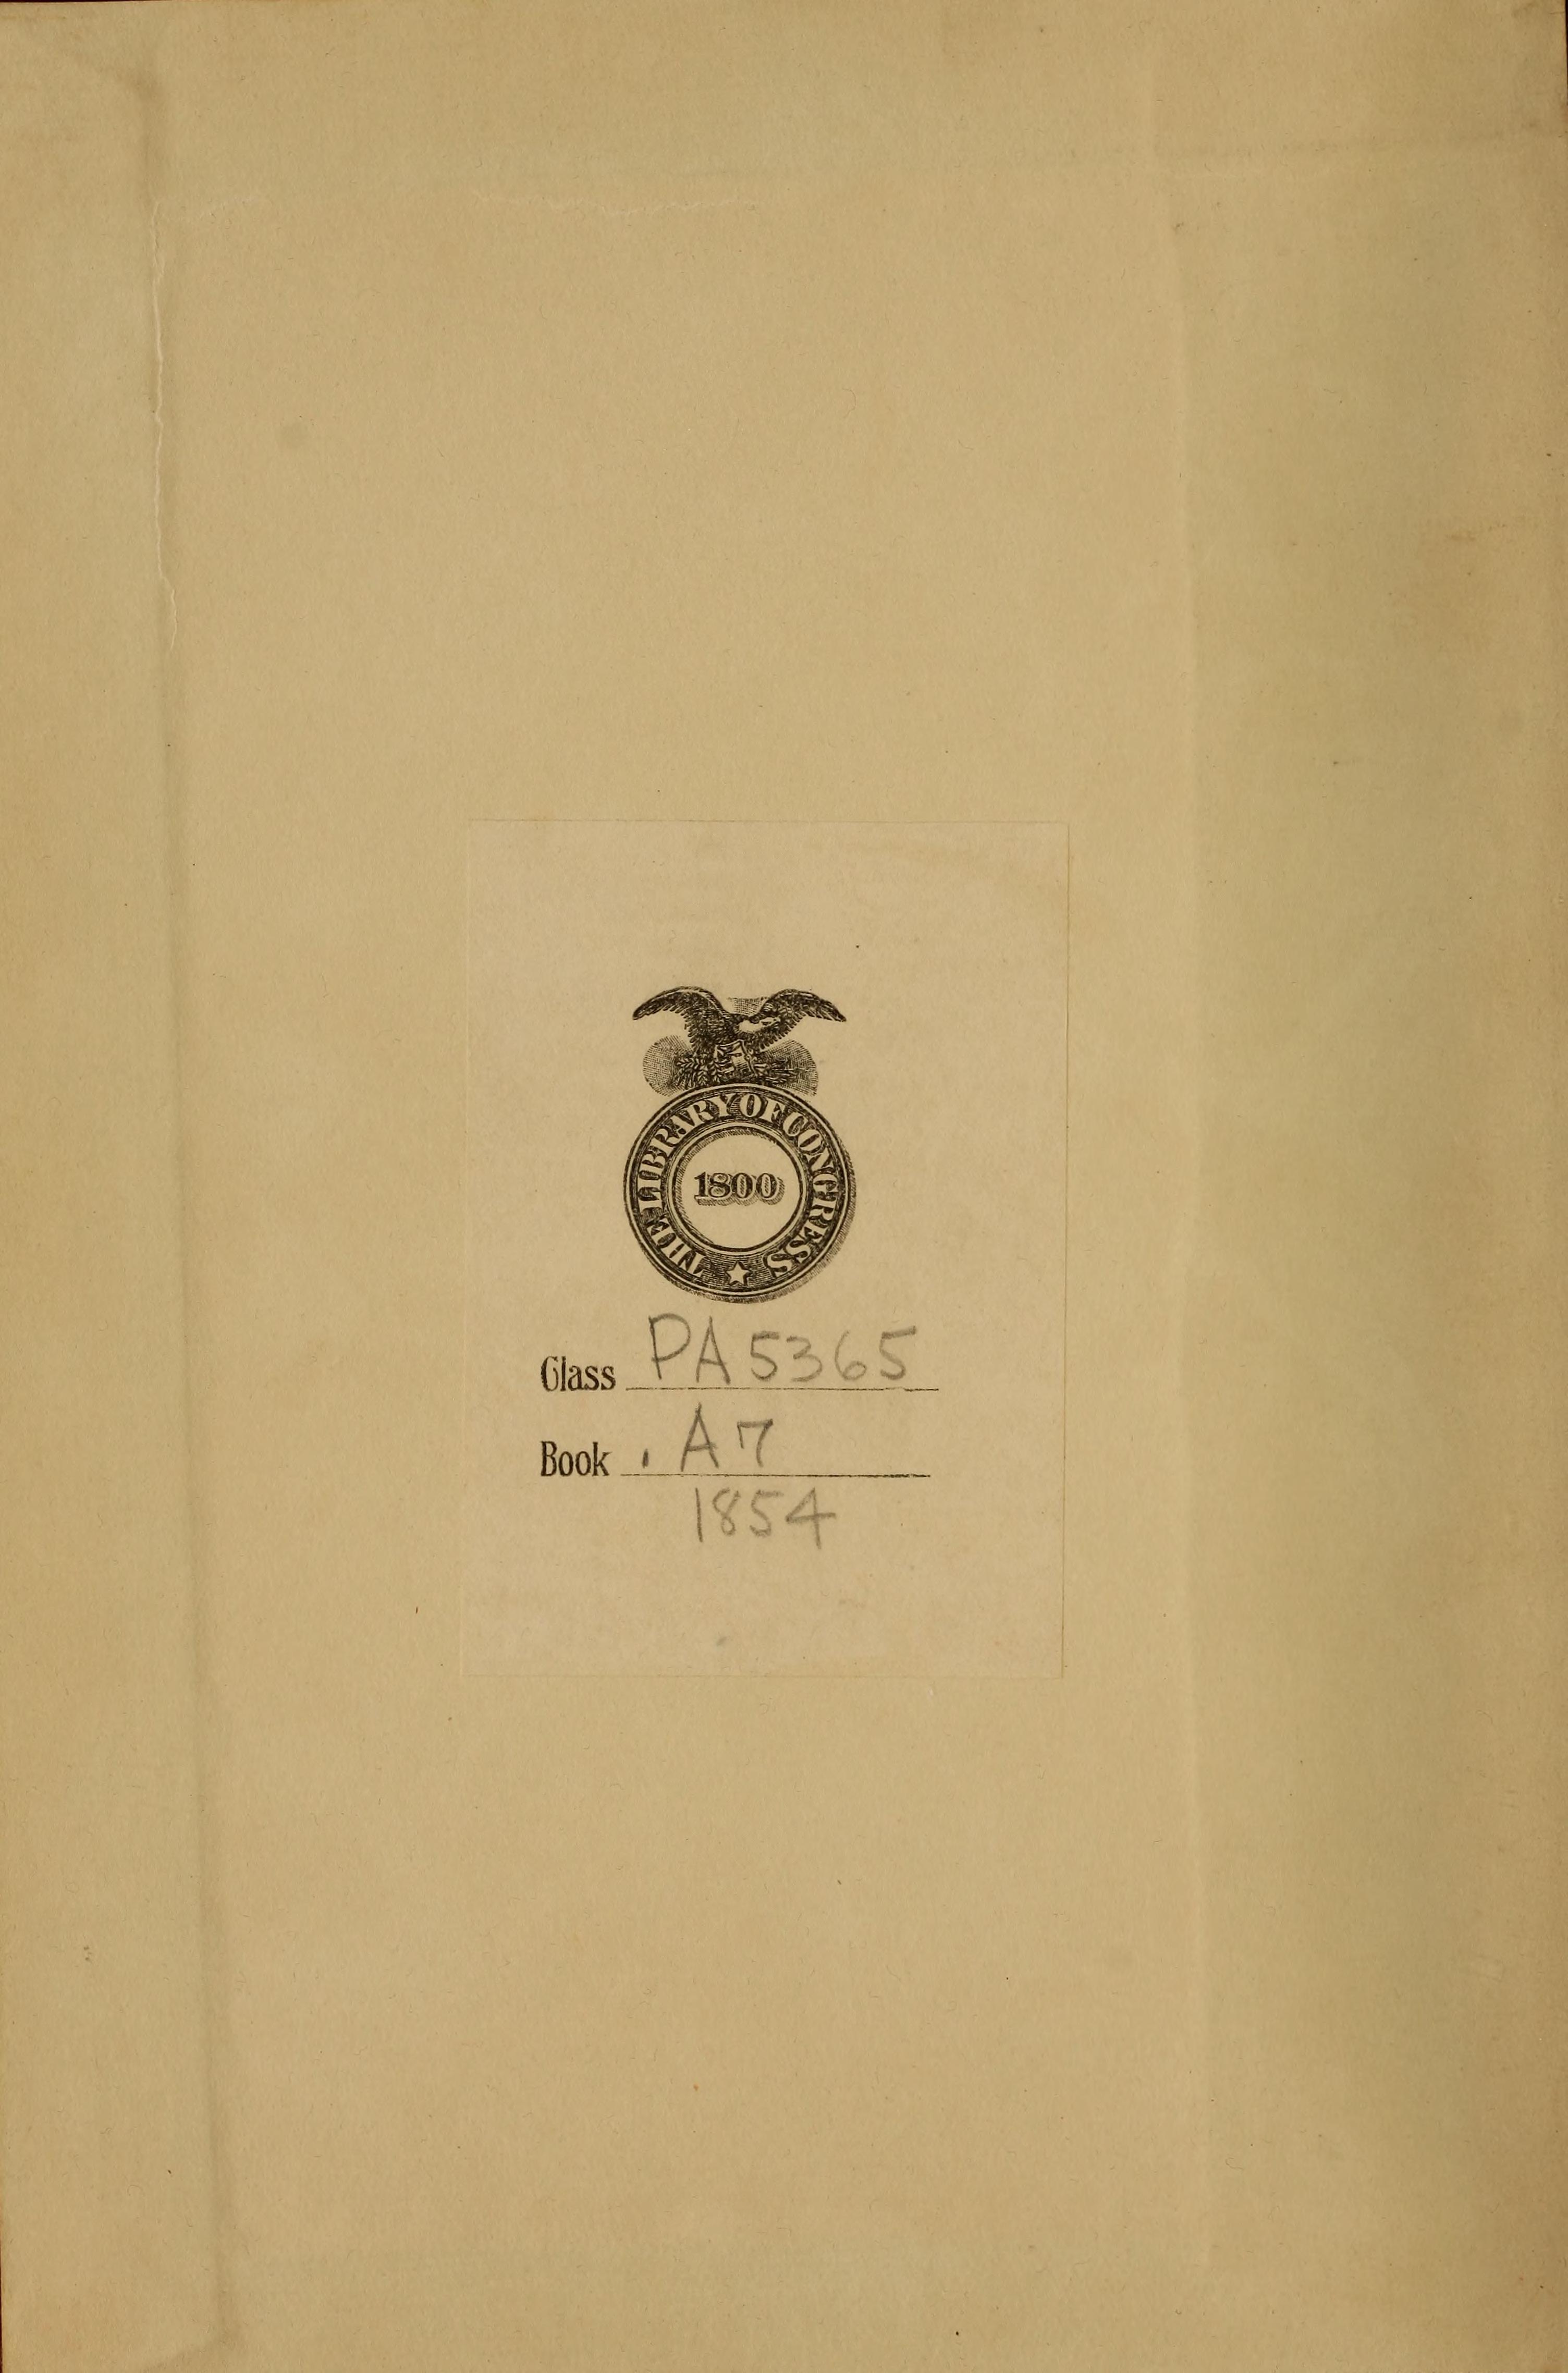 THE LIBRARY OF CONGRESS
1800
Class PA5365
Book .A7
1854